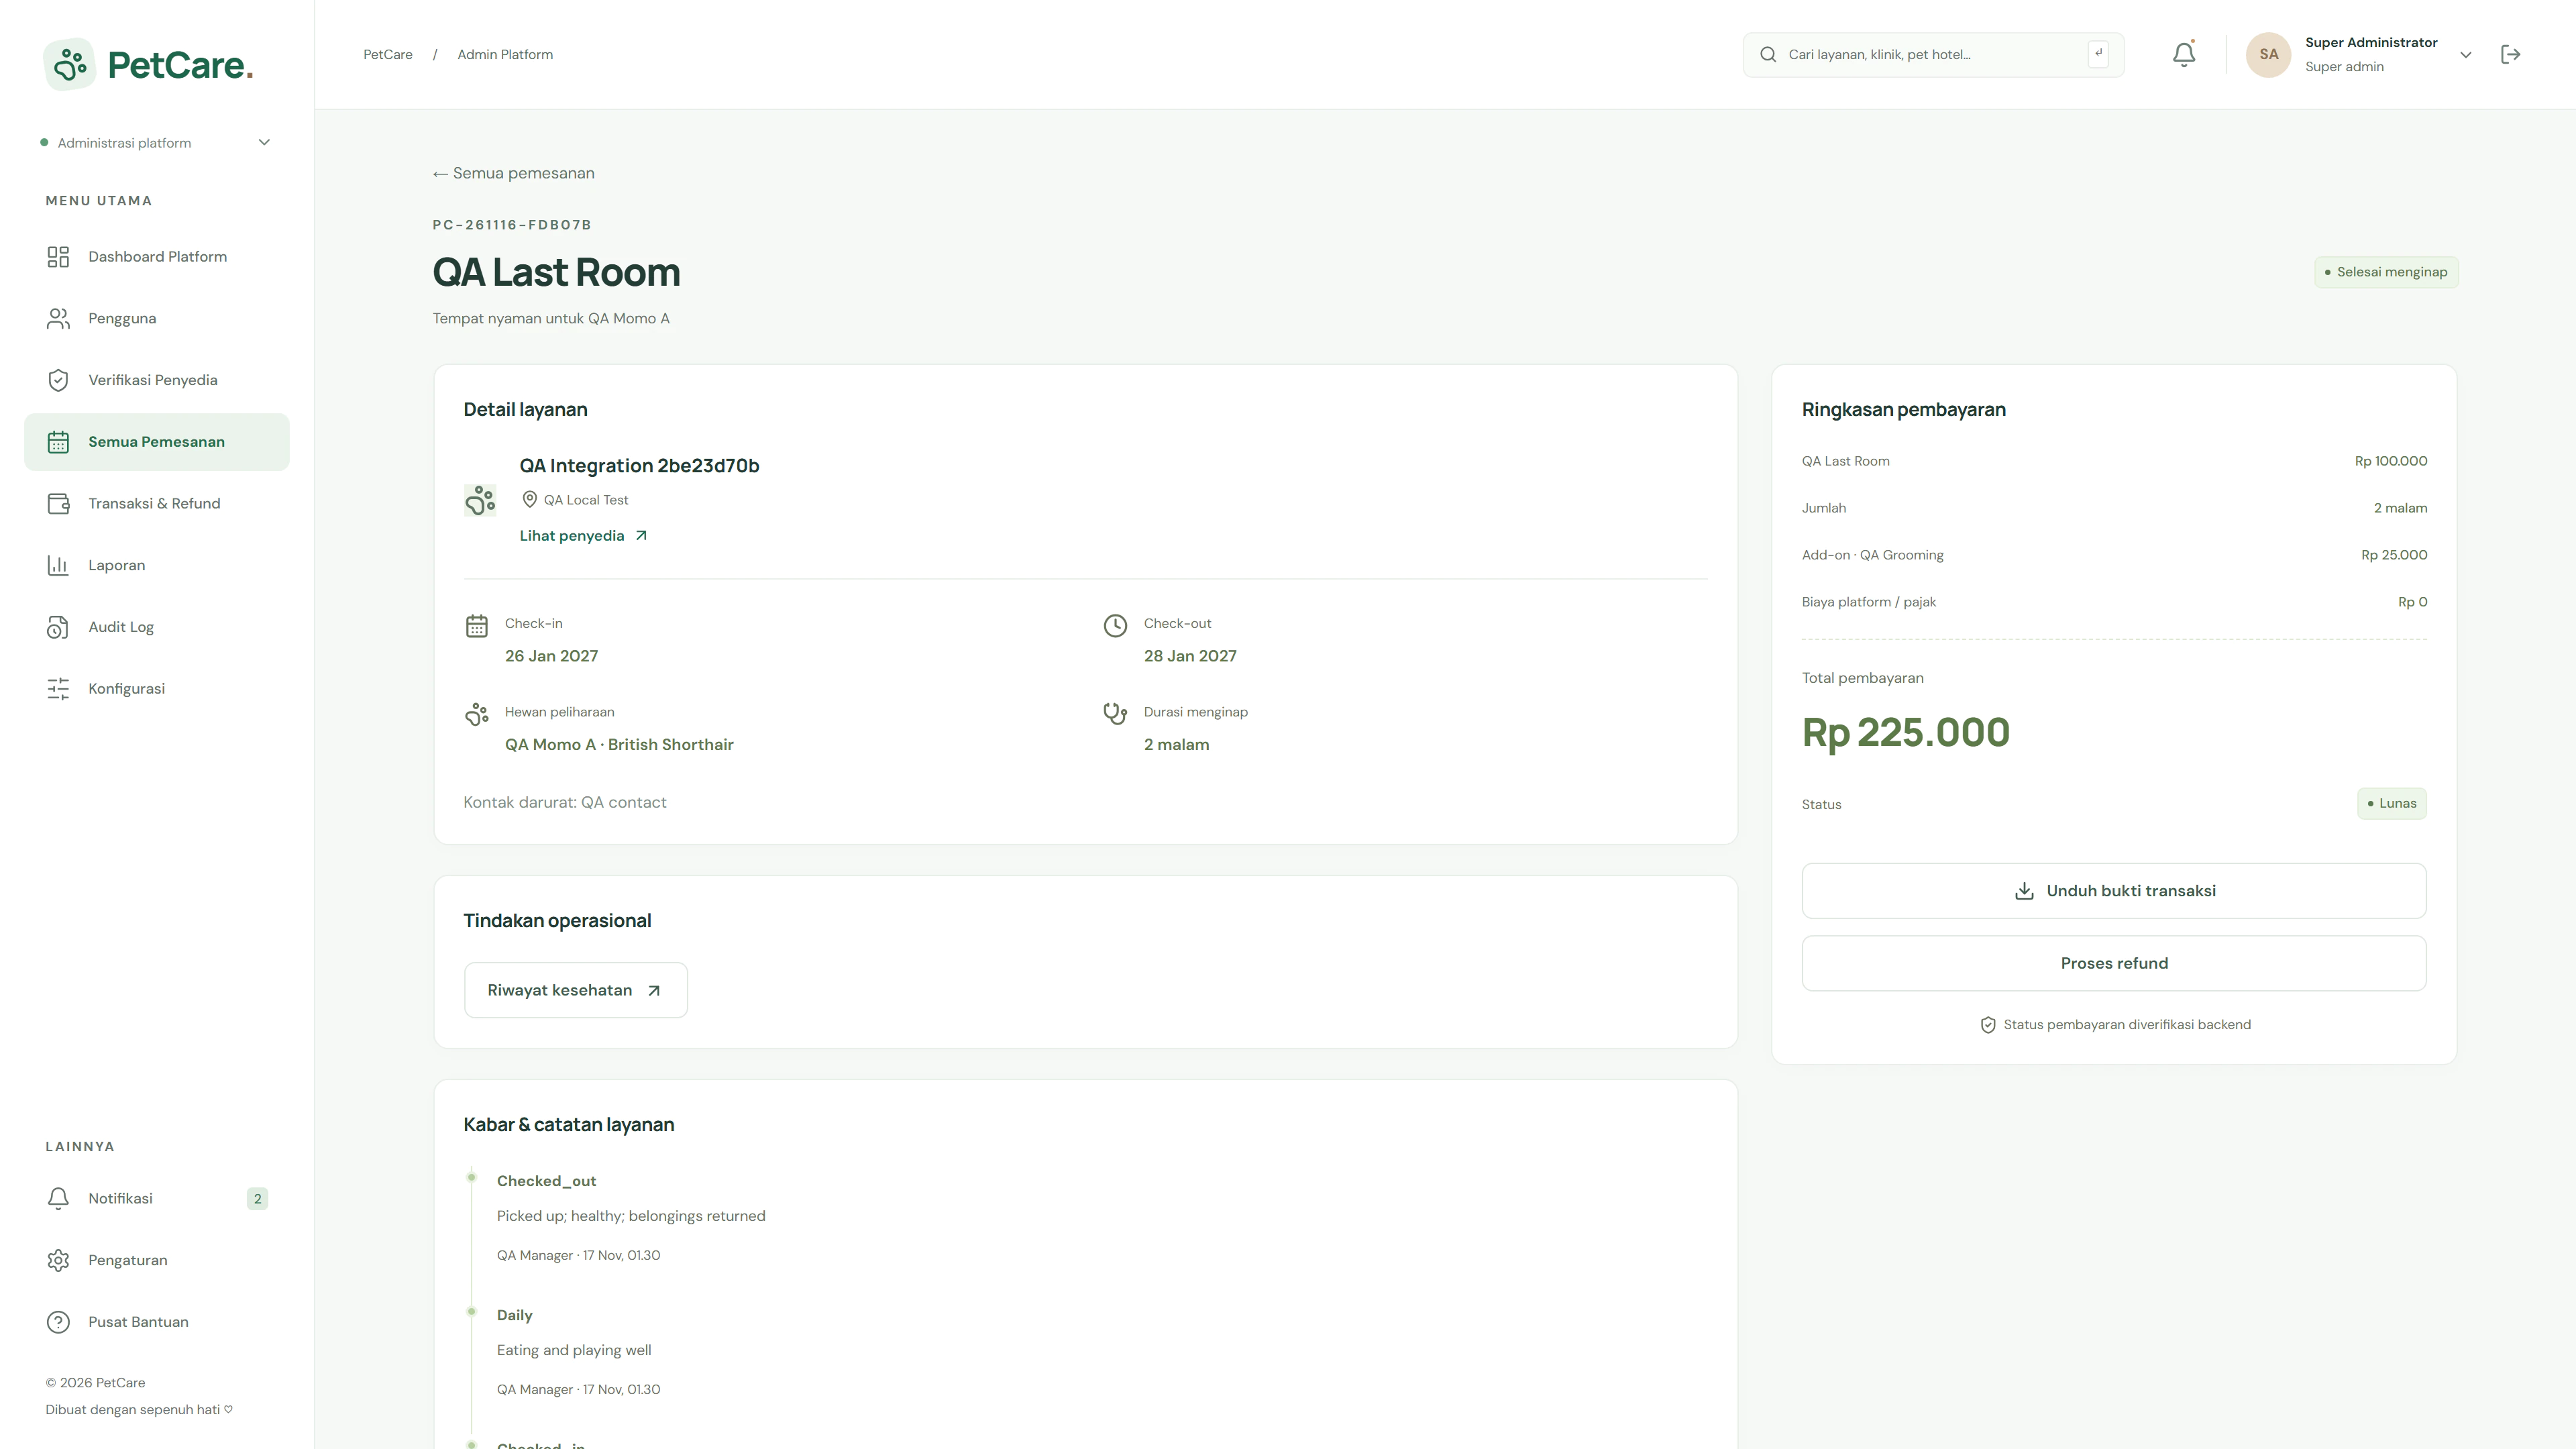 PetCare.
Administrasi platform
MENU UTAMA
Dashboard Platform
Pengguna
Verifikasi Penyedia
Semua Pemesanan
Transaksi & Refund
Laporan
Audit Log
Konfigurasi
LAINNYA
Notifikasi 2
Pengaturan
Pusat Bantuan
© 2026 PetCare
Dibuat dengan sepenuh hati ♡
PetCare / Admin Platform
Cari layanan, klinik, pet hotel... ↵
SA
Super Administrator
Super admin
← Semua pemesanan
PC-261116-FDB07B
QA Last Room
Selesai menginap
Tempat nyaman untuk QA Momo A
Detail layanan
QA Integration 2be23d70b
QA Local Test
Lihat penyedia
Check-in
26 Jan 2027
Check-out
28 Jan 2027
Hewan peliharaan
QA Momo A · British Shorthair
Durasi menginap
2 malam
Kontak darurat: QA contact
Tindakan operasional
Riwayat kesehatan
Kabar & catatan layanan
Checked_out
Picked up; healthy; belongings returned
QA Manager · 17 Nov, 01.30
Daily
Eating and playing well
QA Manager · 17 Nov, 01.30
Checked_in
Ringkasan pembayaran
QA Last Room Rp 100.000
Jumlah 2 malam
Add-on · QA Grooming Rp 25.000
Biaya platform / pajak Rp 0
Total pembayaran
Rp 225.000
Status Lunas
Unduh bukti transaksi
Proses refund
Status pembayaran diverifikasi backend